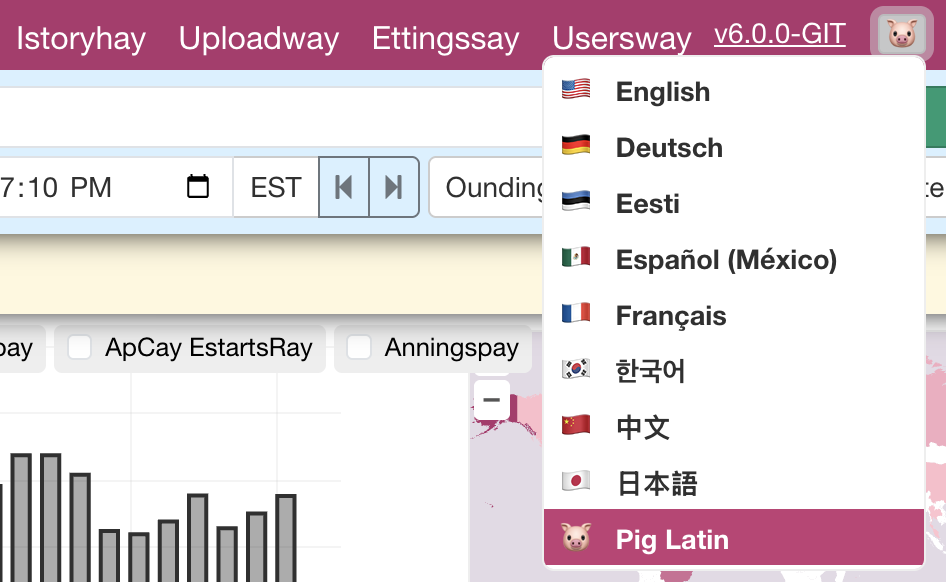 Istoryhay Uploadway Ettingssay Usersway v6.0.0-GIT
English
Deutsch
7:10 PM EST
Eesti
Español (México)
Français
ApCay EstartsRay Anningspay
한국어
中文
日本語
Pig Latin